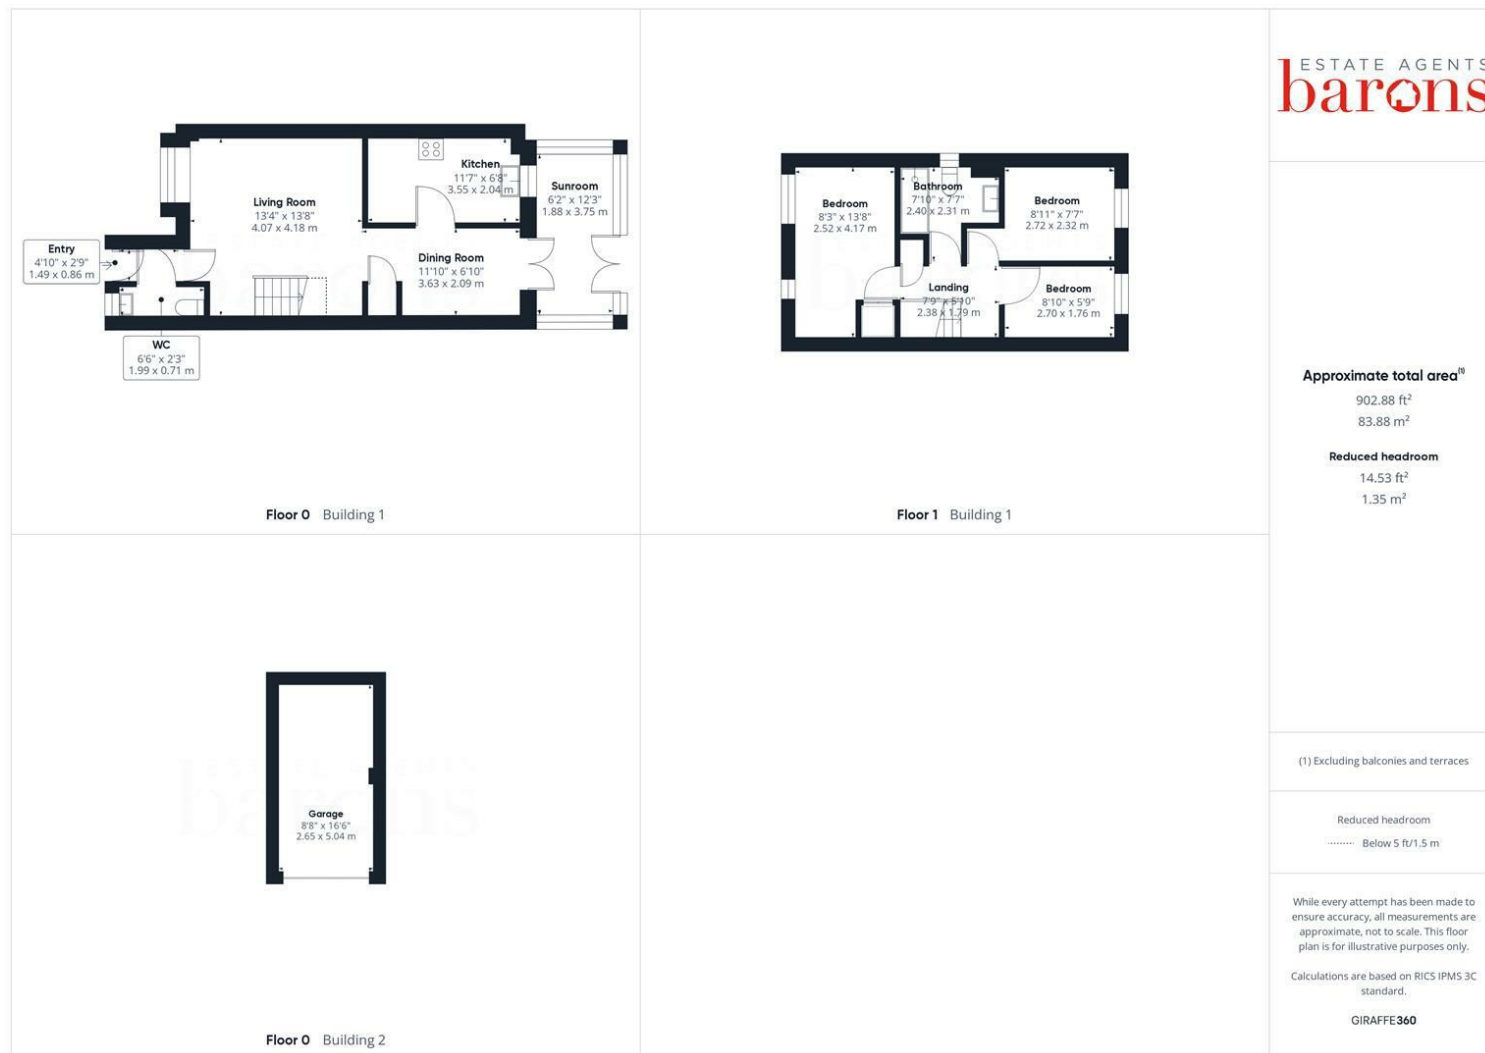 Kitchen
11'7" x 6'8"
3.55 x 2.04 m
Sunroom
6'2" x 12'3"
1.88 x 3.75 m
Living Room
13'4" x 13'8"
4.07 x 4.18 m
Entry
4'10" x 2'9"
1.49 x 0.86 m
Dining Room
11'10" x 6'10"
3.63 x 2.09 m
WC
6'6" x 2'3"
1.99 x 0.71 m
Floor 0 Building 1
Bedroom
8'3" x 13'8"
2.52 x 4.17 m
Bathroom
7'10" x 7'7"
2.40 x 2.31 m
Bedroom
8'11" x 7'7"
2.72 x 2.32 m
Landing
7'9" x 5'10"
2.38 x 1.79 m
Bedroom
8'10" x 5'9"
2.70 x 1.76 m
Floor 1 Building 1
barons
Garage
8'8" x 16'6"
2.65 x 5.04 m
Floor 0 Building 2
ESTATE AGENTS
barons
Approximate total area(1)
902.88 ft²
83.88 m²
Reduced headroom
14.53 ft²
1.35 m²
(1) Excluding balconies and terraces
Reduced headroom
Below 5 ft/1.5 m
While every attempt has been made to
ensure accuracy, all measurements are
approximate, not to scale. This floor
plan is for illustrative purposes only.
Calculations are based on RICS IPMS 3C
standard.
GIRAFFE360